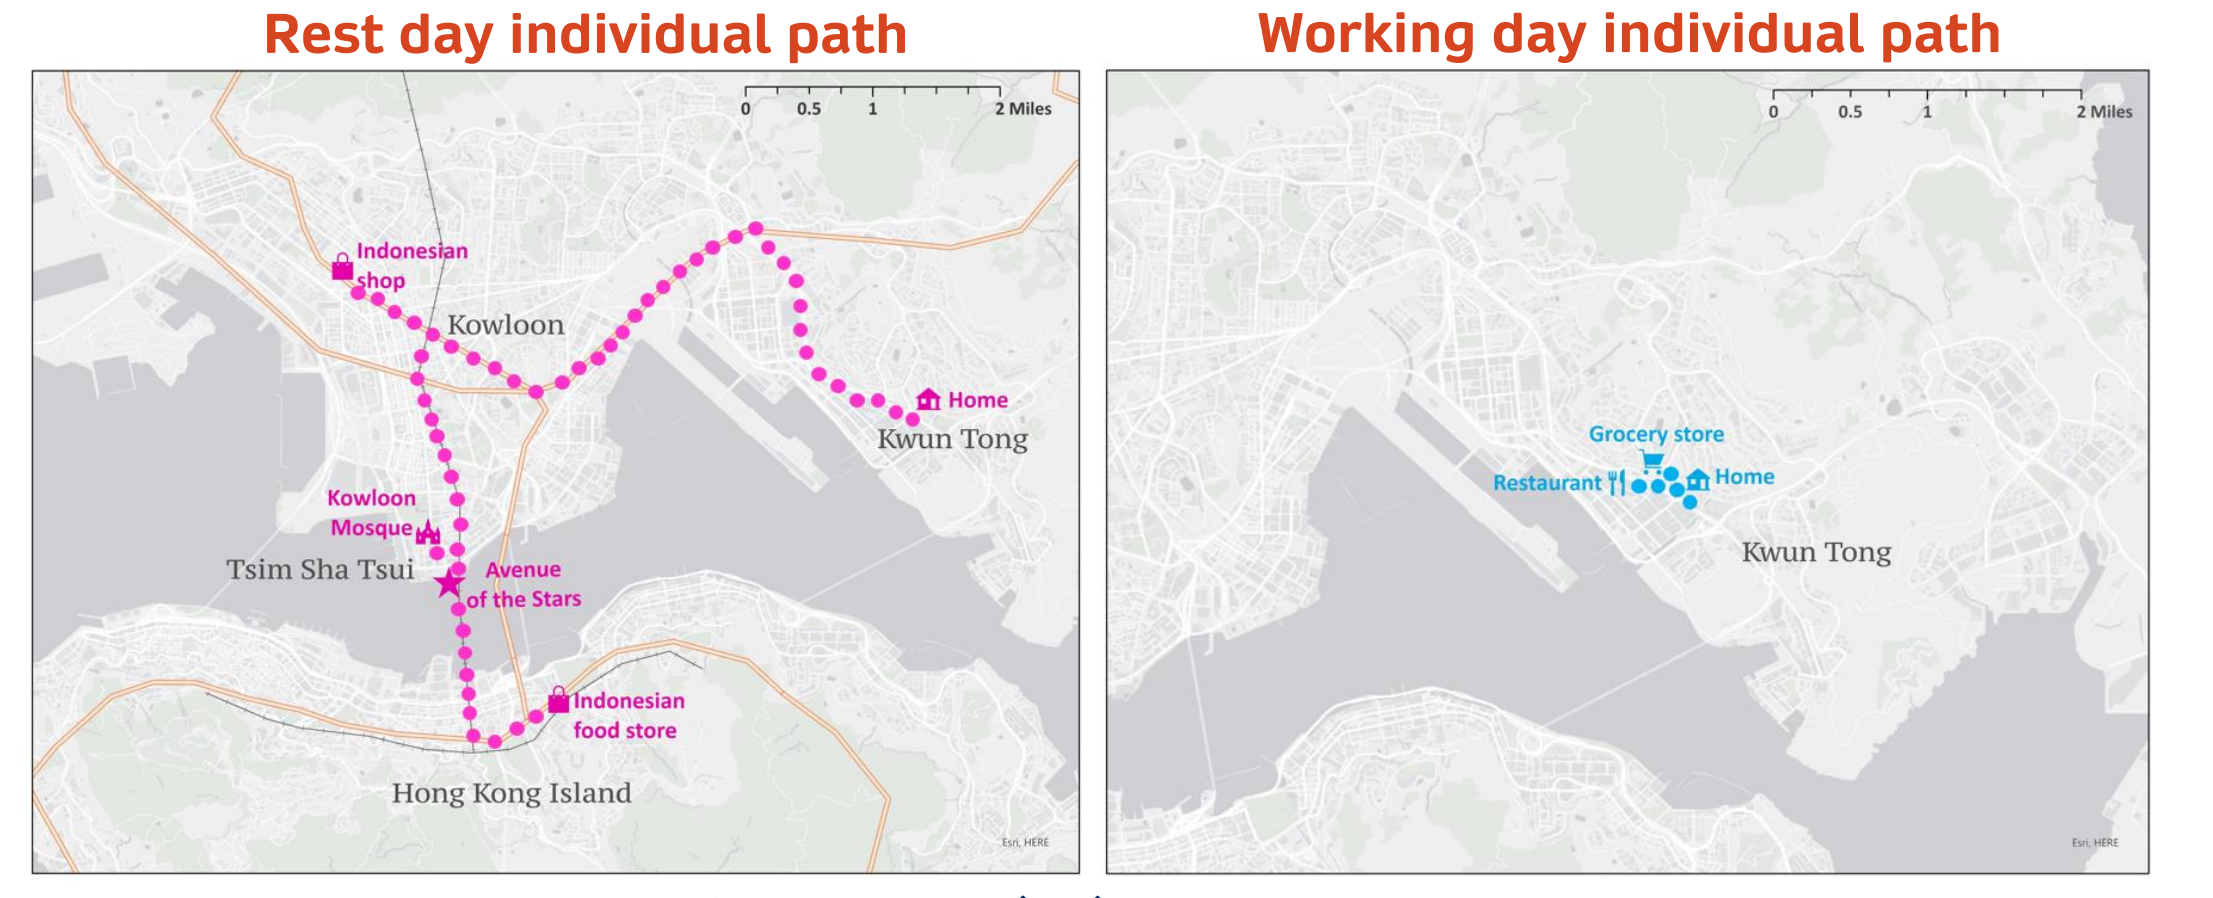 Rest day individual path
0 0.5 1 2 Miles
Indonesian
shop
Kowloon
Home
Kwun Tong
Kowloon
Mosque
Tsim Sha Tsui
Avenue
of the Stars
Indonesian
food store
Hong Kong Island
Esri, HERE
Working day individual path
0 0.5 1 2 Miles
Grocery store
Restaurant
Home
Kwun Tong
Esri, HERE